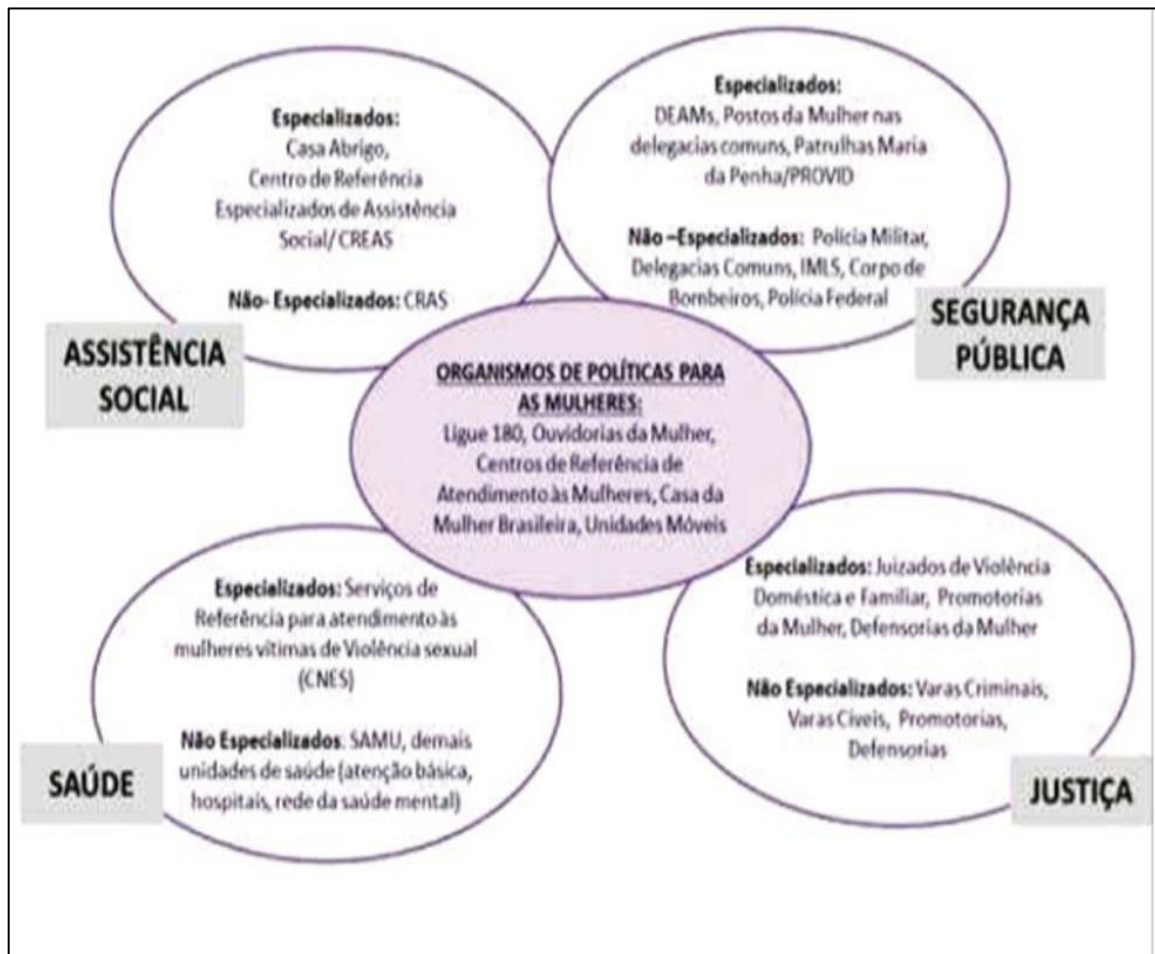 Especializados:
Casa Abrigo,
Centro de Referência
Especializados de Assistência
Social/ CREAS
Não- Especializados: CRAS
ASSISTÊNCIA
SOCIAL
Especializados:
DEAMs, Postos da Mulher nas
delegacias comuns, Patrulhas Maria
da Penha/PROVID
Não –Especializados: Polícia Militar,
Delegacias Comuns, IMLS, Corpo de
Bombeiros, Polícia Federal
SEGURANÇA
PÚBLICA
ORGANISMOS DE POLÍTICAS PARA
AS MULHERES:
Ligue 180, Ouvidorias da Mulher,
Centros de Referência de
Atendimento às Mulheres, Casa da
Mulher Brasileira, Unidades Móveis
Especializados: Serviços de
Referência para atendimento às
mulheres vítimas de Violência sexual
(CNES)
Não Especializados. SAMU, demais
unidades de saúde (atenção básica,
hospitais, rede da saúde mental)
SAÚDE
Especializados: Juizados de Violência
Doméstica e Familiar, Promotorias
da Mulher, Defensorias da Mulher
Não Especializados: Varas Criminais,
Varas Cíveis, Promotorias,
Defensorias
JUSTIÇA